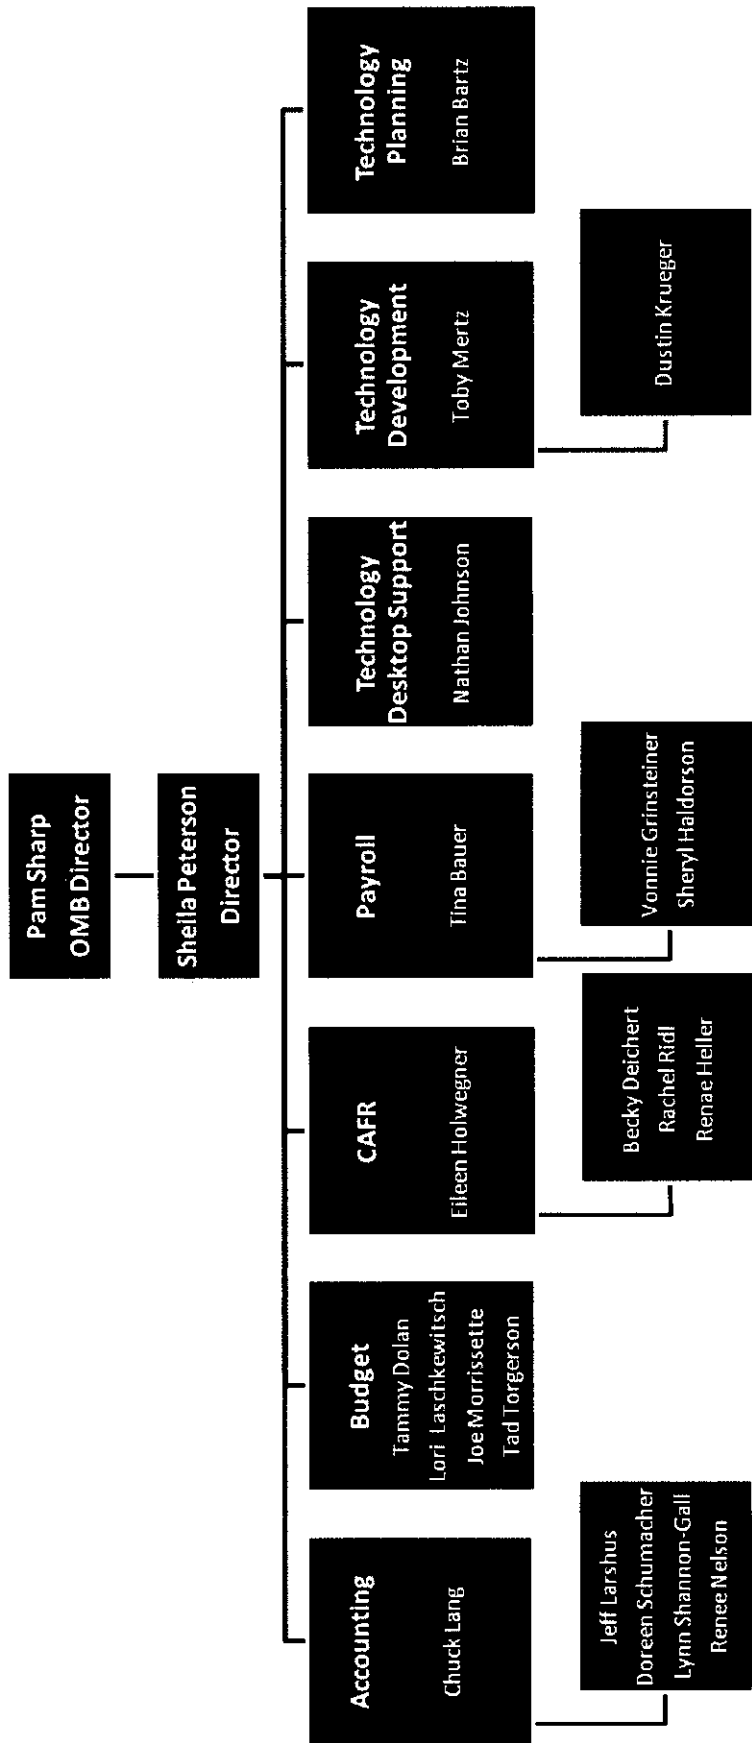 Pam Sharp
OMB Director
Sheila Peterson
Director
Accounting
Chuck Lang
Jeff Larshus
Doreen Schumacher
Lynn Shannon-Gall
Renee Nelson
Budget
Tammy Dolan
Lori Laschkewitsch
Joe Morrissette
Tad Torgerson
CAFR
Eileen Holwegner
Becky Deichert
Rachel Ridl
Renae Heller
Payroll
Tina Bauer
Vonnie Grinsteiner
Sheryl Haldorson
Technology
Desktop Support
Nathan Johnson
Technology
Development
Toby Mertz
Dustin Krueger
Technology
Planning
Brian Bartz